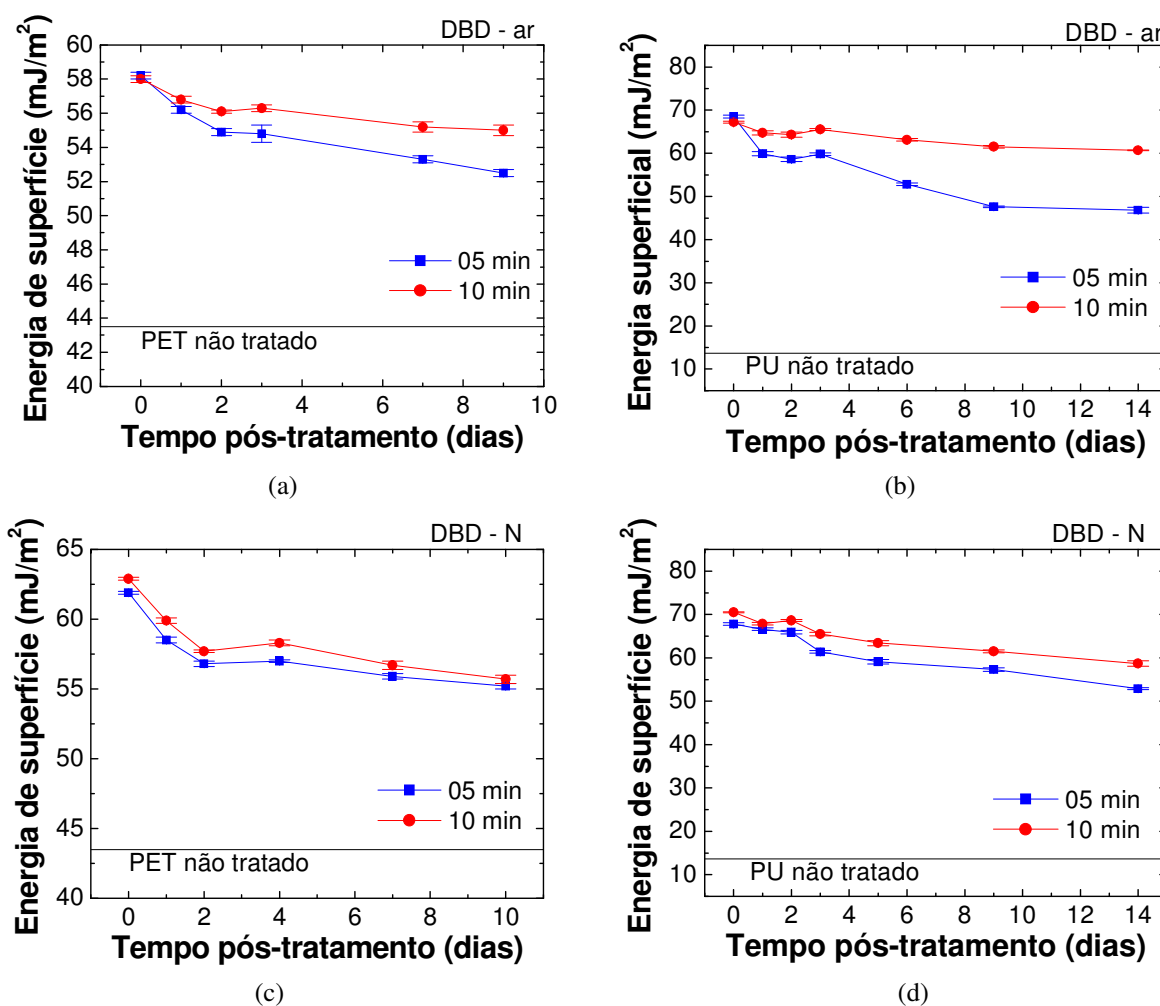 DBD - ar
Energia de superfície (mJ/m²)
60
58
56
54
52
50
48
46
44
42
40
05 min
10 min
PET não tratado
0 2 4 6 8 10
Tempo pós-tratamento (dias)
(a)
DBD - ar
Energia superficial (mJ/m²)
80
70
60
50
40
30
20
10
05 min
10 min
PU não tratado
0 2 4 6 8 10 12 14
Tempo pós-tratamento (dias)
(b)
DBD - N
Energia de superfície (mJ/m²)
65
60
55
50
45
40
05 min
10 min
PET não tratado
0 2 4 6 8 10
Tempo pós-tratamento (dias)
(c)
DBD - N
Energia de superfície (mJ/m²)
80
70
60
50
40
30
20
10
05 min
10 min
PU não tratado
0 2 4 6 8 10 12 14
Tempo pós-tratamento (dias)
(d)